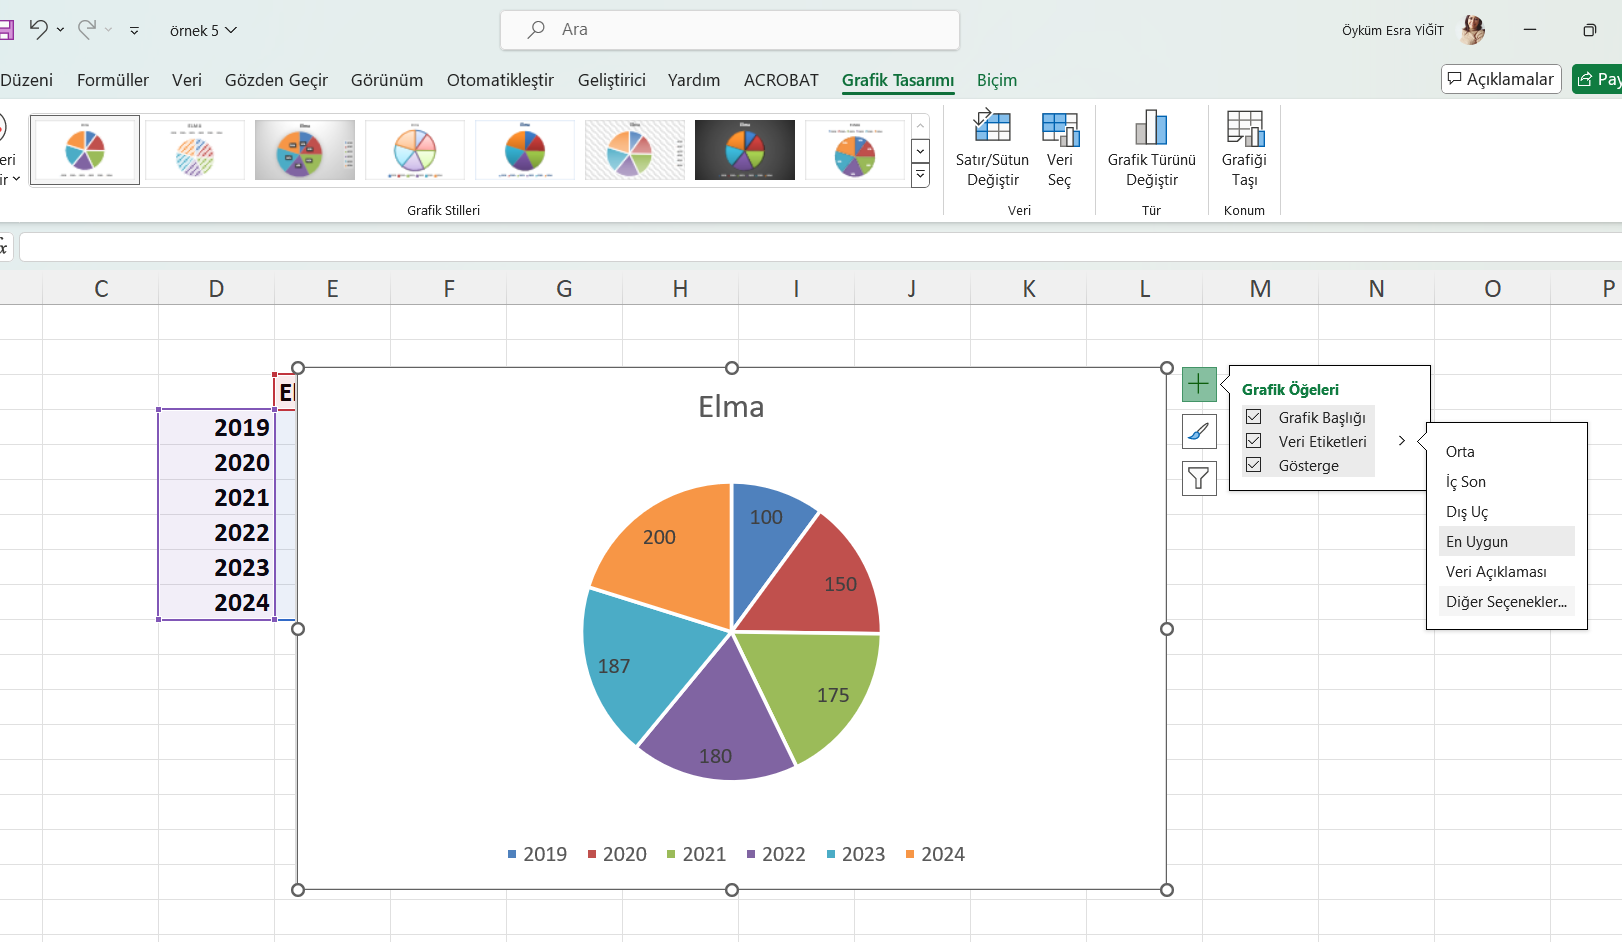 örnek 5
Ara
Öyküm Esra YİĞİT
Düzeni Formüller Veri Gözden Geçir Görünüm Otomatikleştir Geliştirici Yardım ACROBAT Grafik Tasarımı Biçim
Açıklamalar
Pay
eri
ir
Satır/Sütun Değiştir
Veri Seç
Grafik Türünü Değiştir
Grafiği Taşı
Grafik Stilleri
Veri
Tür
Konum
fx
C D E F G H I J K L M N O P
El
2019
2020
2021
2022
2023
2024
Elma
100
150
175
180
187
200
2019 2020 2021 2022 2023 2024
Grafik Öğeleri
Grafik Başlığı
Veri Etiketleri
Gösterge
Orta
İç Son
Dış Uç
En Uygun
Veri Açıklaması
Diğer Seçenekler...